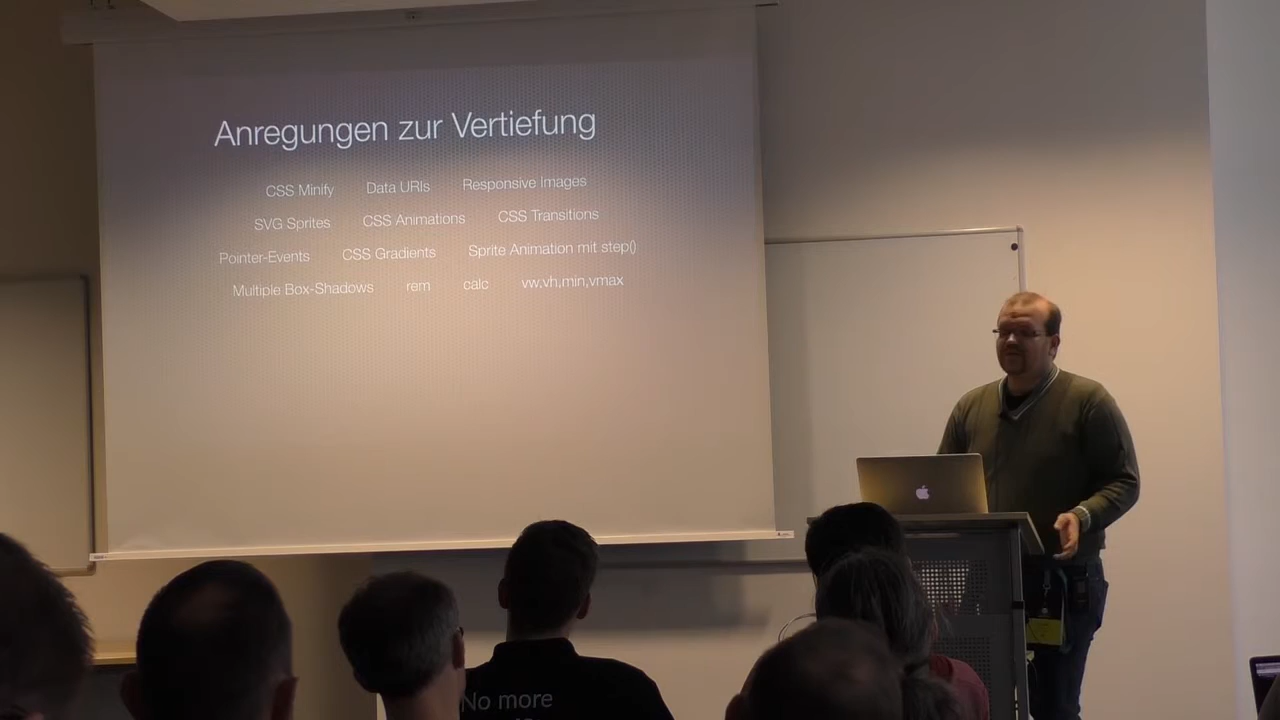 Anregungen zur Vertiefung
CSS Minify Data URIs Responsive Images
SVG Sprites CSS Animations CSS Transitions
Pointer-Events CSS Gradients Sprite Animation mit step()
Multiple Box-Shadows rem calc vw,vh,min,vmax
No more